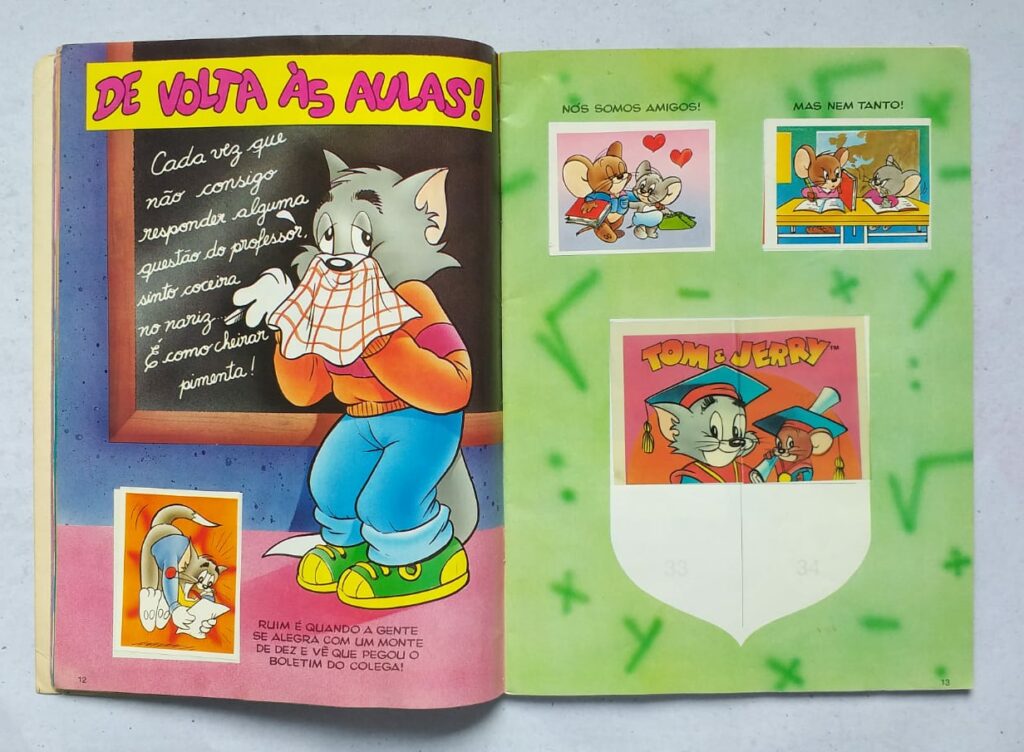 DE VOLTA ÀS AULAS!
Cada vez que
não consigo
responder alguma
questão do professor,
sinto coceira
no nariz...
É como cheirar
pimenta!
RUIM É QUANDO A GENTE
SE ALEGRA COM UM MONTE
DE DEZ E VÊ QUE PEGOU O
BOLETIM DO COLEGA!
12
NÓS SOMOS AMIGOS!
MAS NEM TANTO!
TOM & JERRY™
33
34
13